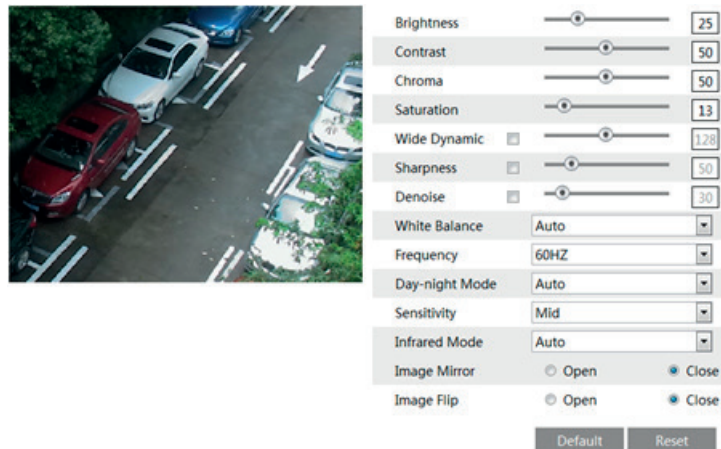 Brightness 25
Contrast 50
Chroma 50
Saturation 13
Wide Dynamic 128
Sharpness 50
Denoise 30
White Balance Auto
Frequency 60HZ
Day-night Mode Auto
Sensitivity Mid
Infrared Mode Auto
Image Mirror Open Close
Image Flip Open Close
Default Reset